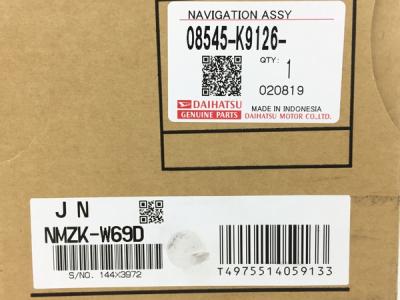 NAVIGATION ASSY
08545-K9126-
QTY: 1
020819
DAIHATSU
GENUINE PARTS
MADE IN INDONESIA
DAIHATSU MOTOR CO.,LTD.
J N
NMZK-W69D
S/NO. 144X3972
T4975514059133